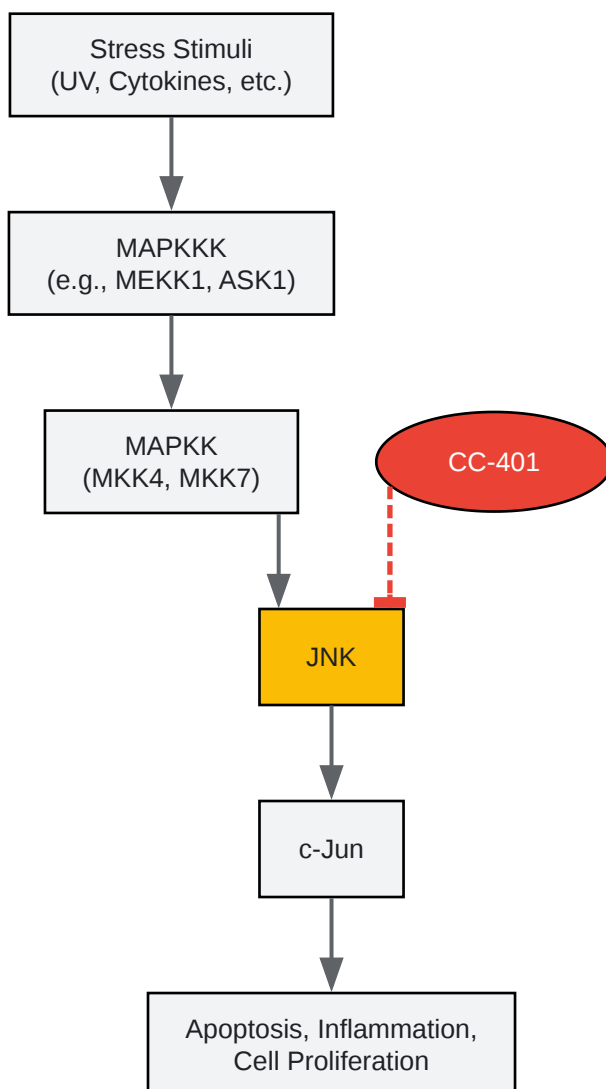 Stress Stimuli
(UV, Cytokines, etc.)
MAPKKK
(e.g., MEKK1, ASK1)
MAPKK
(MKK4, MKK7)
CC-401
JNK
c-Jun
Apoptosis, Inflammation,
Cell Proliferation